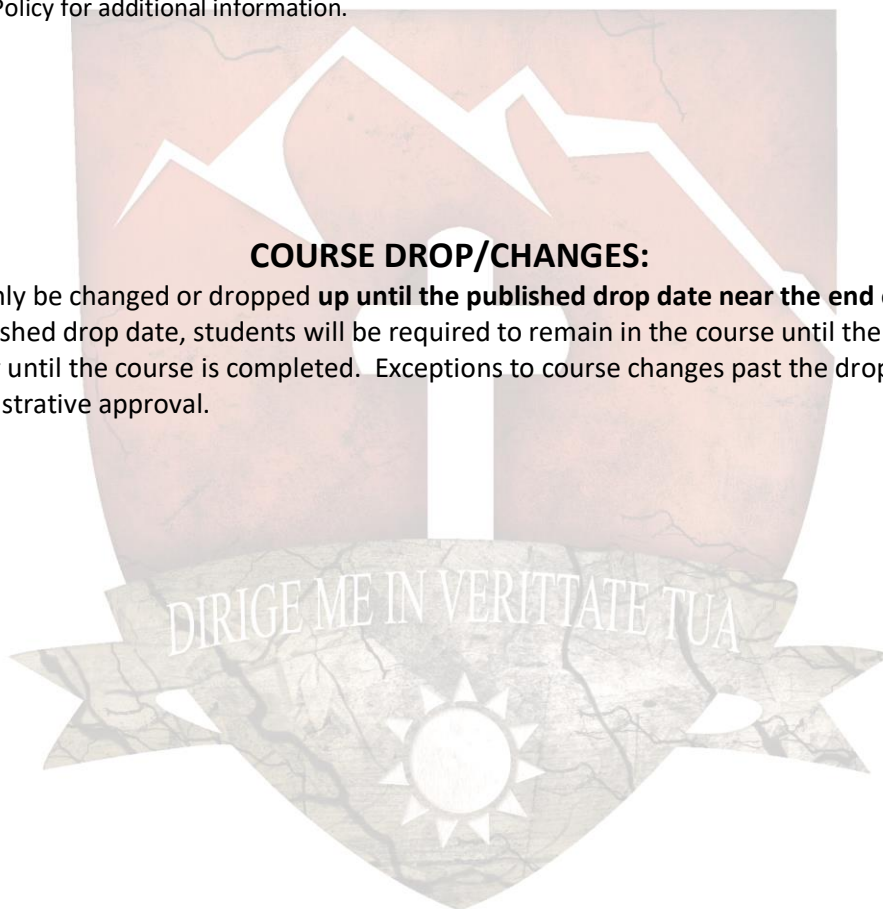 Policy for additional information.
COURSE DROP/CHANGES:
nly be changed or dropped up until the published drop date near the end
shed drop date, students will be required to remain in the course until the
until the course is completed.  Exceptions to course changes past the drop
strative approval.
DIRIGE ME IN VERITTATE TUA